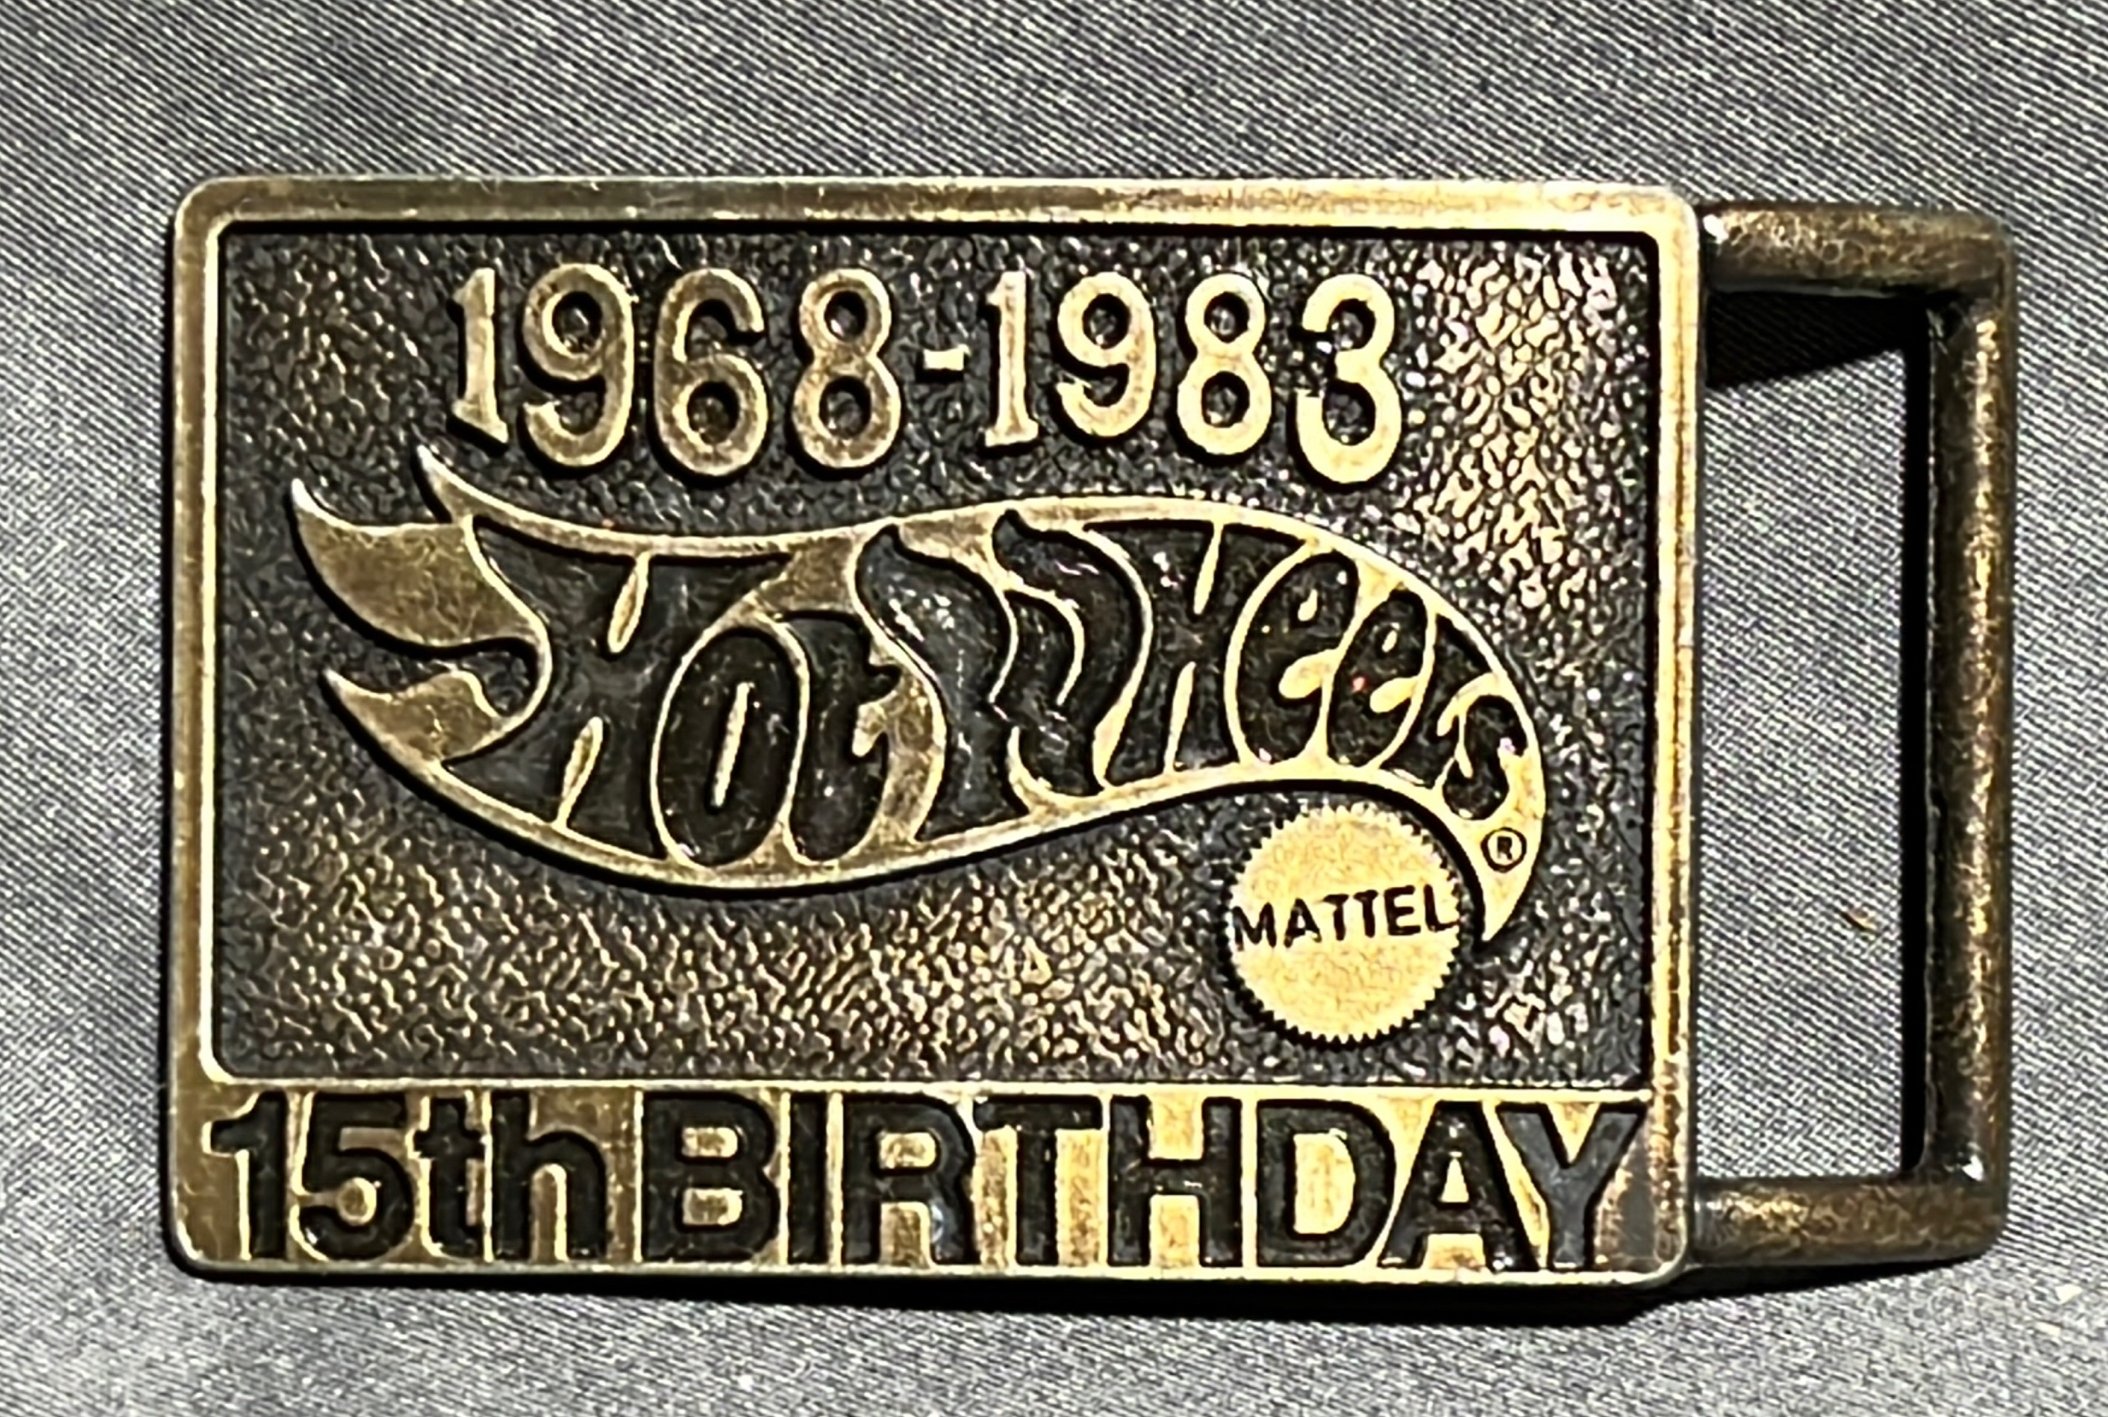 1968-1983
Hot Wheels
®
MATTEL
15th BIRTHDAY